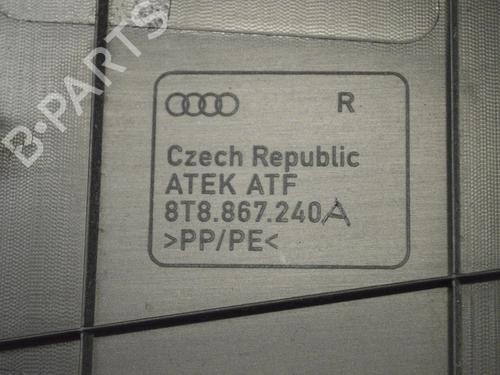 B-PARTS
R
Czech Republic
ATEK ATF
8T8.867.240A
>PP/PE<